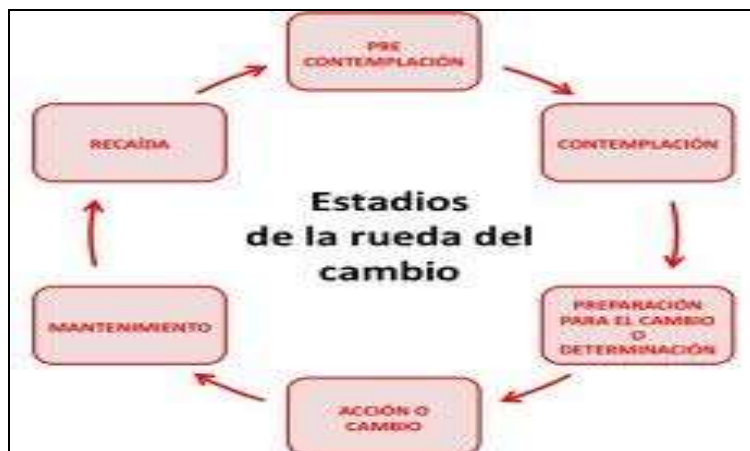 PRE
CONTEMPLACIÓN
CONTEMPLACIÓN
PREPARACIÓN
PARA EL CAMBIO
O
DETERMINACIÓN
ACCIÓN O
CAMBIO
MANTENIMIENTO
RECAÍDA
Estadios
de la rueda del
cambio